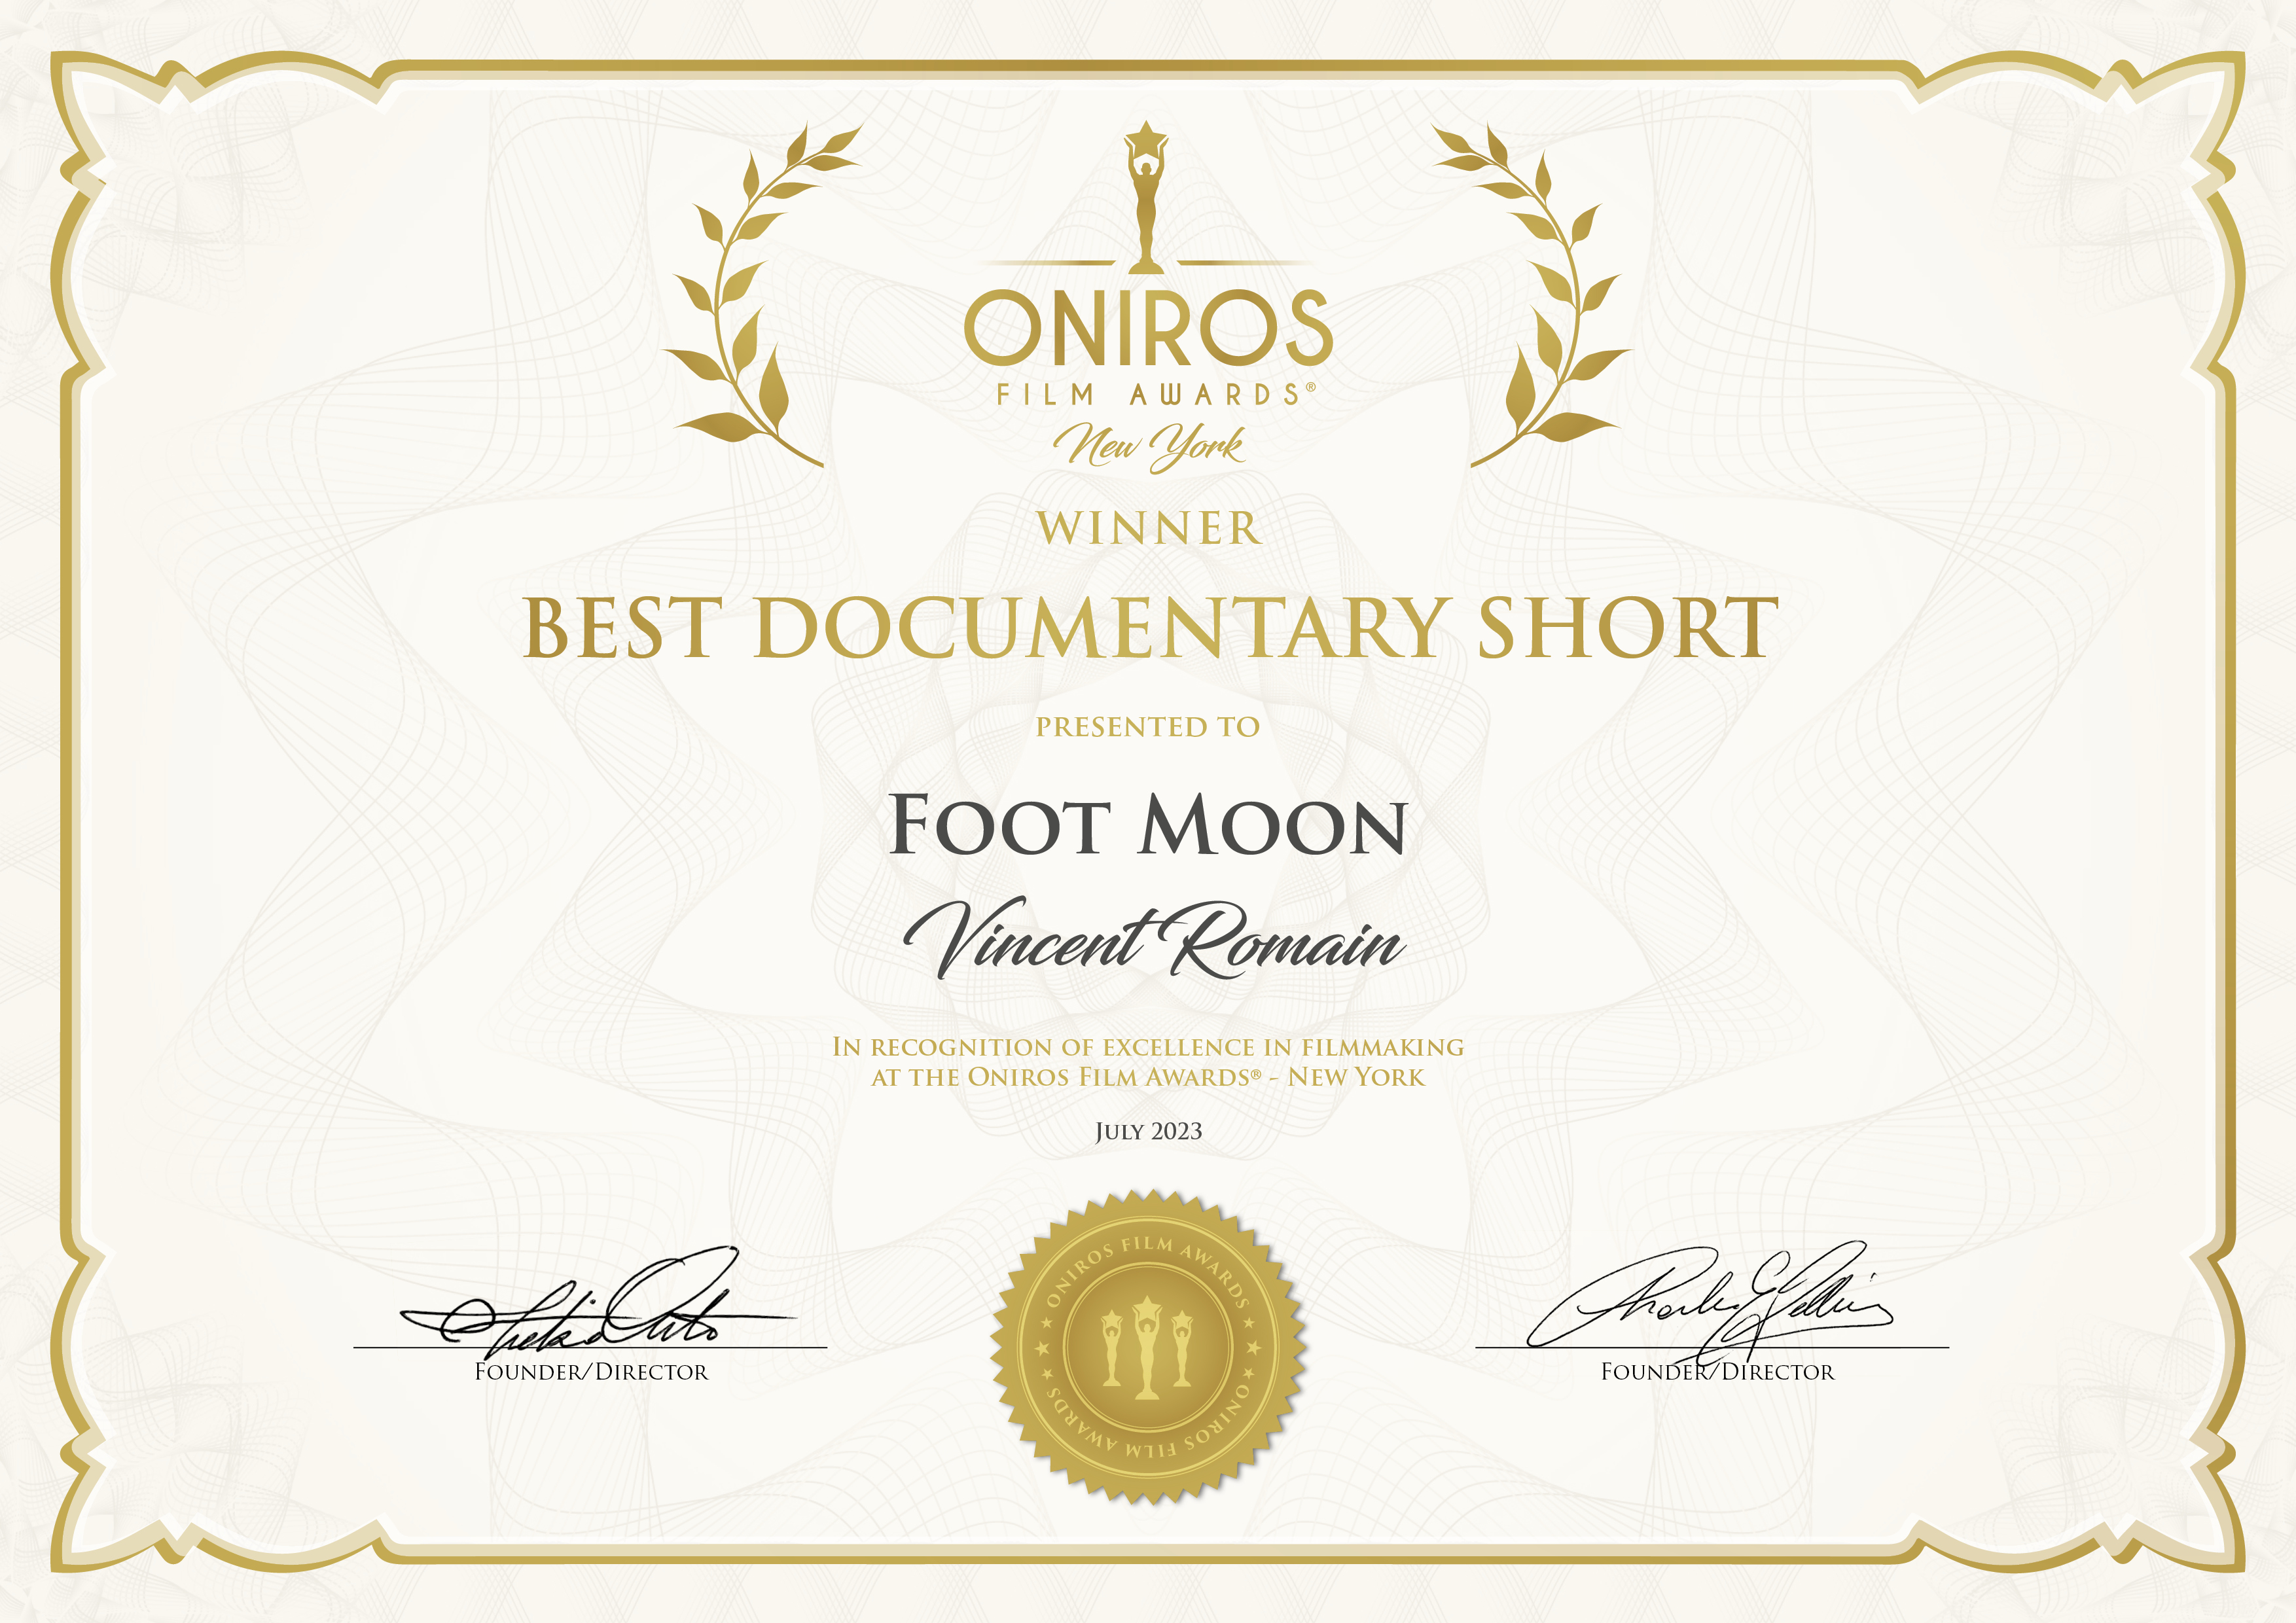 ONIROS
FILM AWARDS®
New York
WINNER
BEST DOCUMENTARY SHORT
PRESENTED TO
FOOT MOON
Vincent Romain
IN RECOGNITION OF EXCELLENCE IN FILMMAKING
AT THE ONIROS FILM AWARDS® - NEW YORK
JULY 2023
ONIROS FILM AWARDS
ONIROS FILM AWARDS
FOUNDER/DIRECTOR
FOUNDER/DIRECTOR